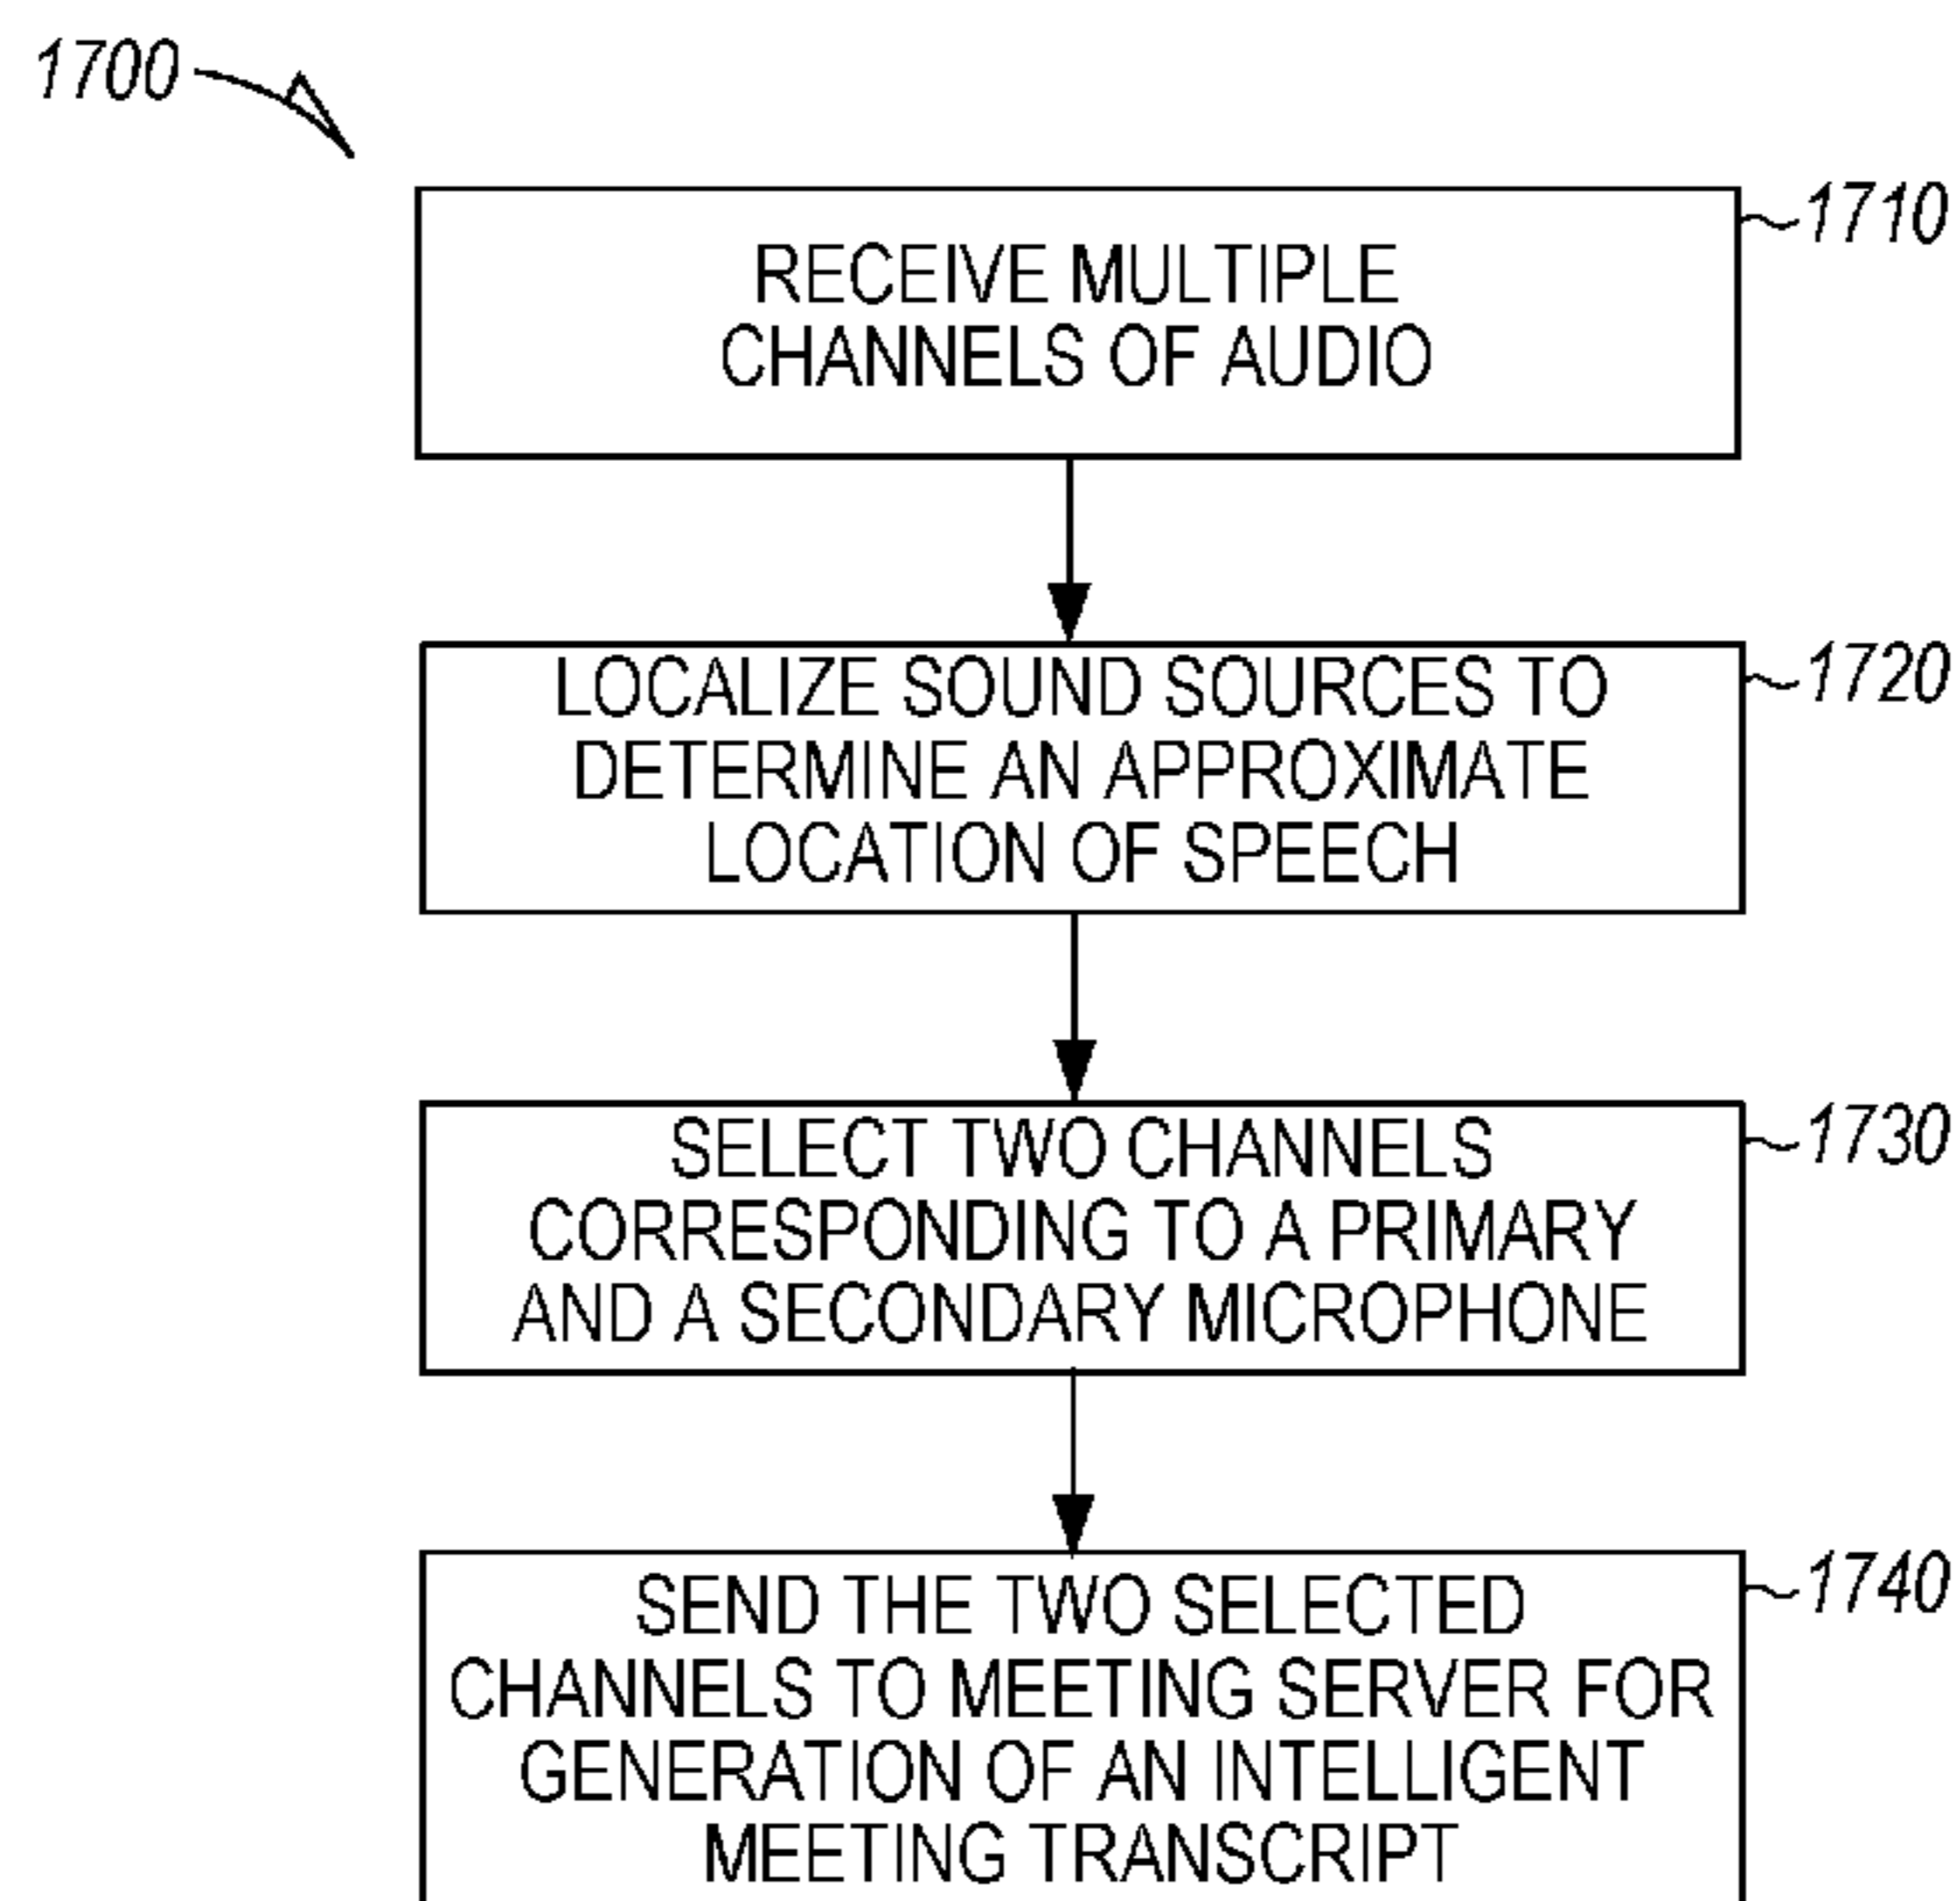 1700
1710
RECEIVE MULTIPLE
CHANNELS OF AUDIO
1720
LOCALIZE SOUND SOURCES TO
DETERMINE AN APPROXIMATE
LOCATION OF SPEECH
1730
SELECT TWO CHANNELS
CORRESPONDING TO A PRIMARY
AND A SECONDARY MICROPHONE
1740
SEND THE TWO SELECTED
CHANNELS TO MEETING SERVER FOR
GENERATION OF AN INTELLIGENT
MEETING TRANSCRIPT